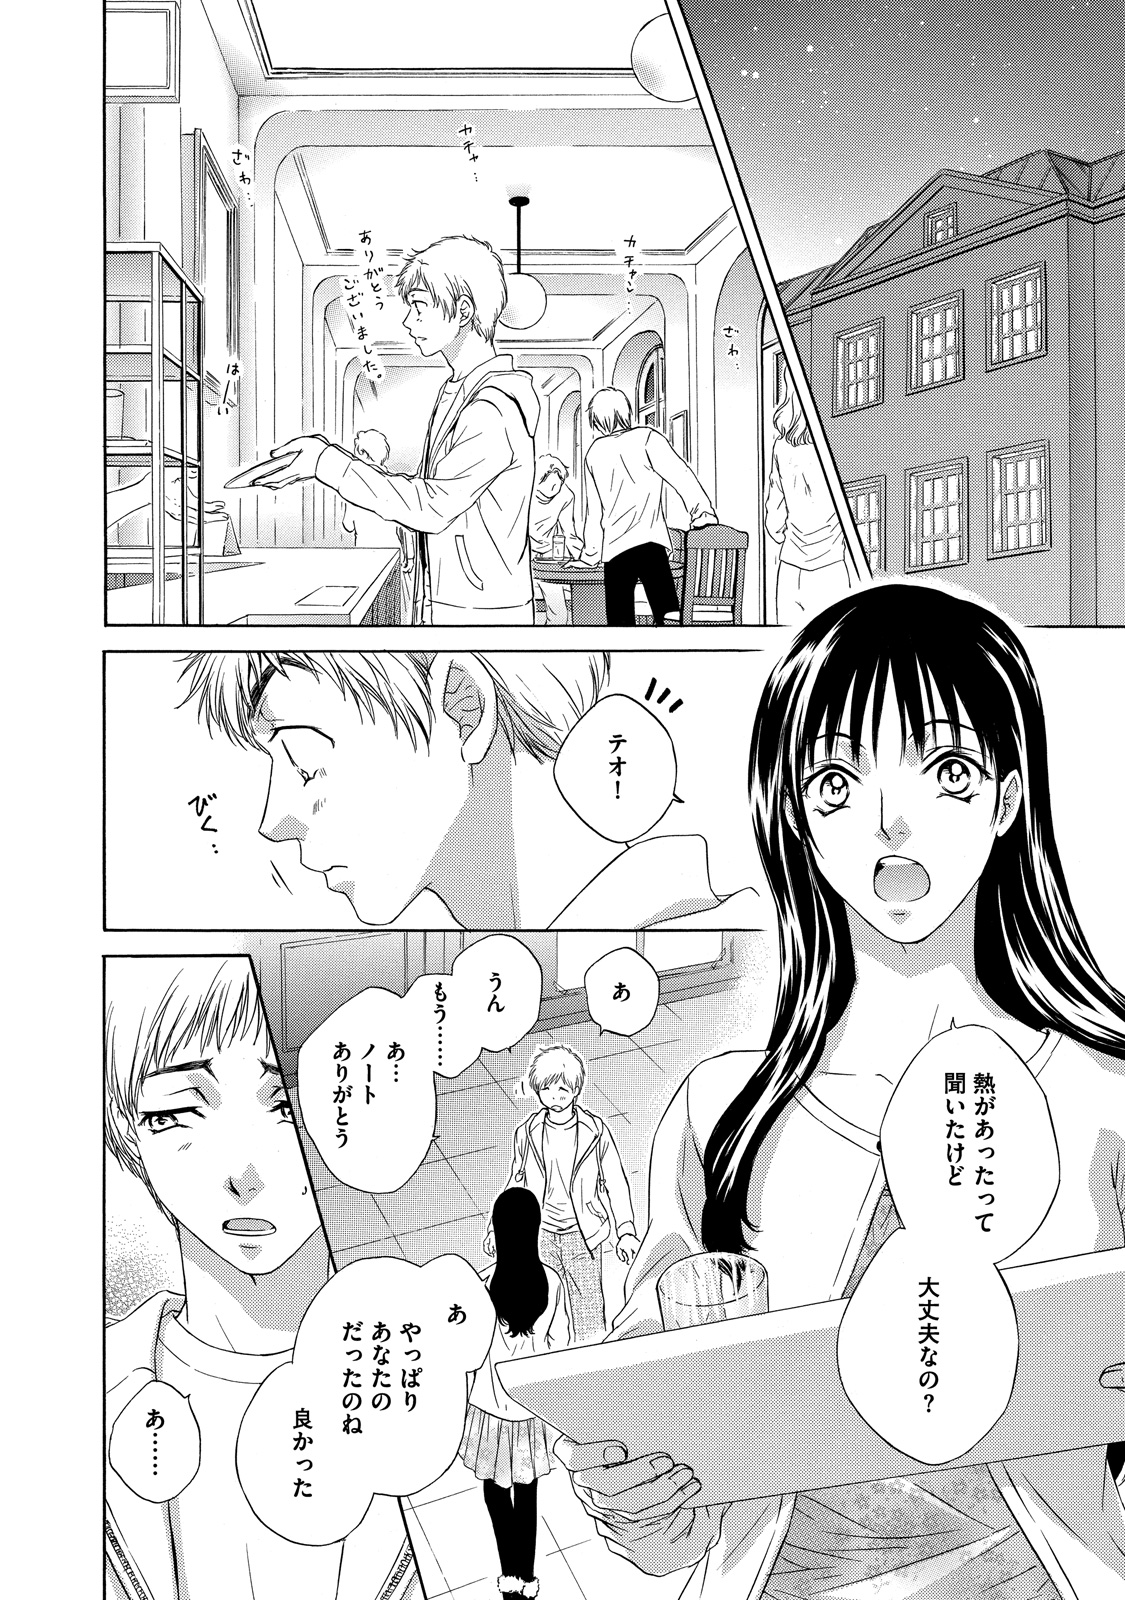 ざわ…
カチャン…
カチャ…
ありがとう
ございました。
ざわ…
はーい
テオ!
びく…
熱があったって
聞いたけど
大丈夫なの?
あ
うん
もう……
あ…
ノート
ありがとう
あ
やっぱり
あなたの
だったのね
良かった
あ……